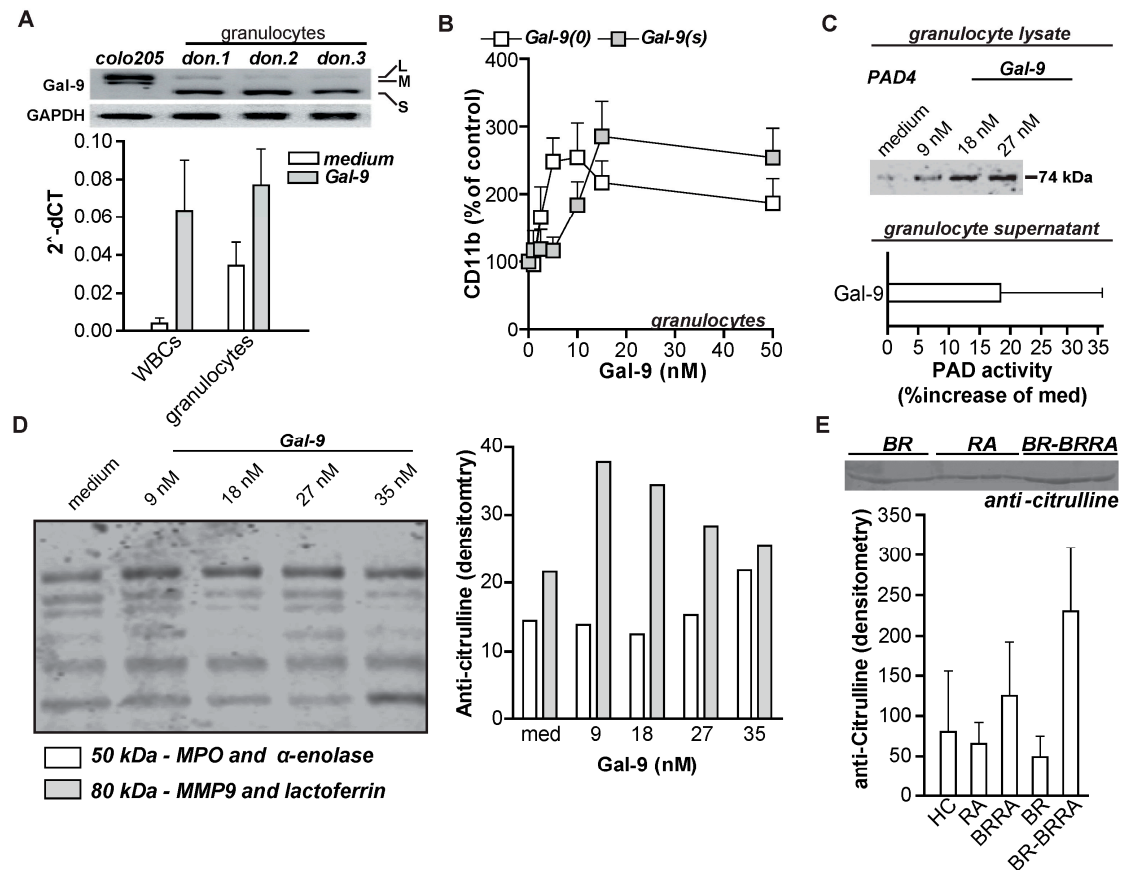 A
granulocytes
colo205 don.1 don.2 don.3
Gal-9
L
M
S
GAPDH
0.10
0.08
0.06
0.04
0.02
0.00
2^-dCT
medium
Gal-9
WBCs
granulocytes
B
Gal-9(0) Gal-9(s)
400
300
200
100
0
CD11b (% of control)
granulocytes
0 10 20 30 40 50
Gal-9 (nM)
C
granulocyte lysate
PAD4 Gal-9
medium 9 nM 18 nM 27 nM
74 kDa
granulocyte supernatant
Gal-9
0 5 10 15 20 25 30 35
PAD activity
(%increase of med)
D
Gal-9
medium 9 nM 18 nM 27 nM 35 nM
50 kDa - MPO and α-enolase
80 kDa - MMP9 and lactoferrin
40
30
20
10
0
Anti-citrulline (densitomtry)
med 9 18 27 35
Gal-9 (nM)
E
BR RA BR-BRRA
anti-citrulline
350
300
250
200
150
100
50
0
anti-Citrulline (densitometry)
HC RA BRRA BR BR-BRRA